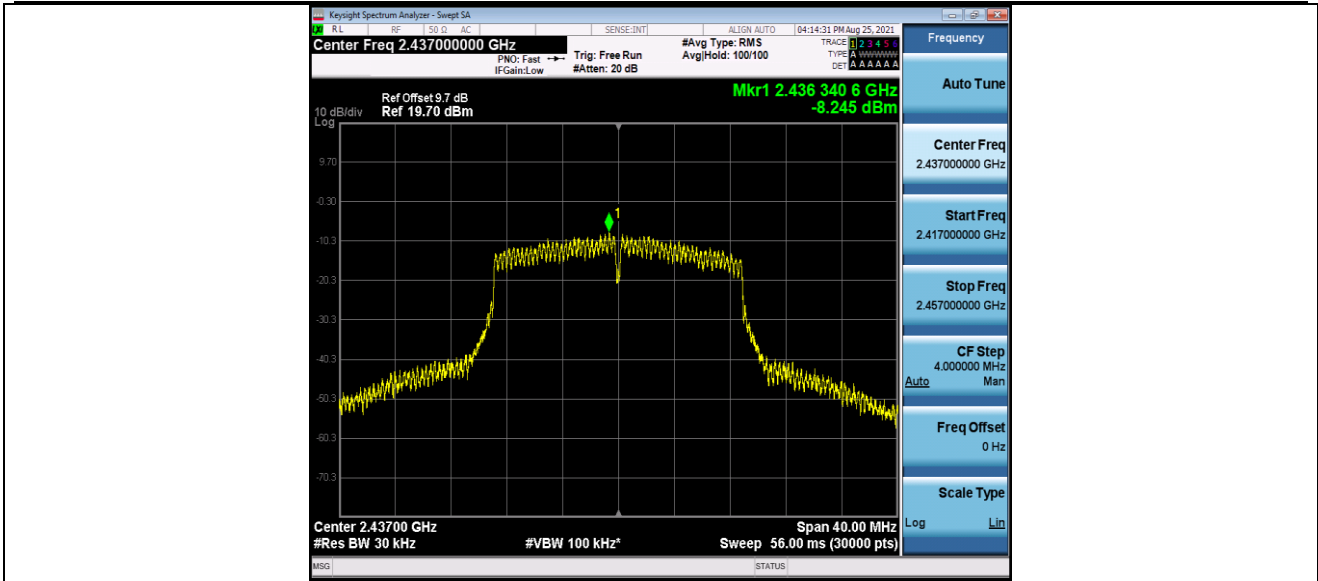 Keysight Spectrum Analyzer - Swept SA
RL RF 50 Ω AC SENSE:INT ALIGN AUTO 04:14:31 PM Aug 25, 2021
Center Freq 2.437000000 GHz
PNO: Fast
IFGain:Low
Trig: Free Run
#Atten: 20 dB
#Avg Type: RMS
Avg|Hold: 100/100
TRACE 1 2 3 4 5 6
TYPE A W W W W W
DET A A A A A A
Mkr1 2.436 340 6 GHz
-8.245 dBm
Ref Offset 9.7 dB
10 dB/div Ref 19.70 dBm
Log
9.70
-0.30
-10.3
-20.3
-30.3
-40.3
-50.3
-60.3
-70.3
1
Center 2.43700 GHz Span 40.00 MHz
#Res BW 30 kHz #VBW 100 kHz* Sweep 56.00 ms (30000 pts)
MSG STATUS
Frequency
Auto Tune
Center Freq
2.437000000 GHz
Start Freq
2.417000000 GHz
Stop Freq
2.457000000 GHz
CF Step
4.000000 MHz
Auto Man
Freq Offset
0 Hz
Scale Type
Log Lin